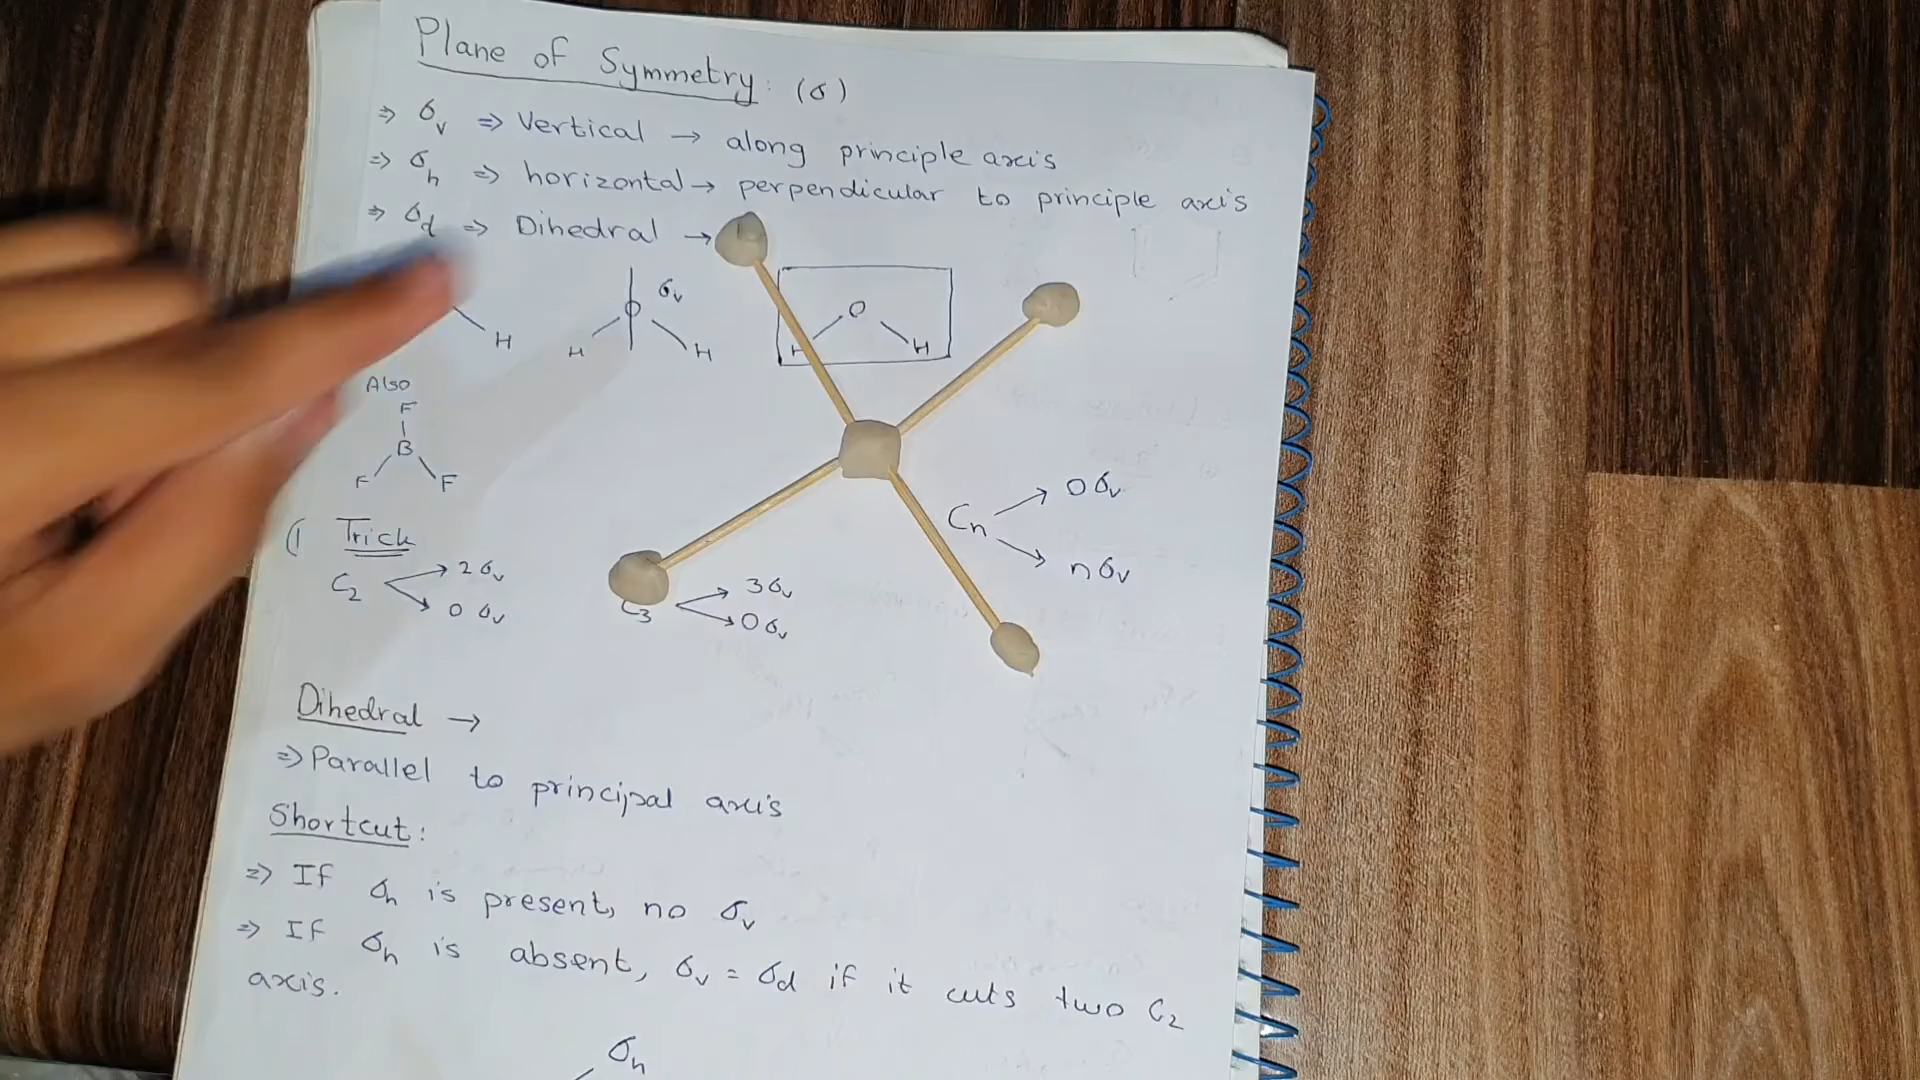 Plane of Symmetry: (σ)
⇒ σv ⇒ Vertical → along principle axis
⇒ σh ⇒ horizontal → perpendicular to principle axis
⇒ σd ⇒ Dihedral →
H
O σv
H H
O
H
Also
F
B
F F
Trick
C2 → 2σv
→ 0 σv
C3 → 3σv
→ 0σv
Cn → 0σv
→ nσv
Dihedral →
⇒ Parallel to principal axis
Shortcut:
⇒ If σh is present, no σv
⇒ If σh is absent, σv = σd if it cuts two C2
axis.
σh